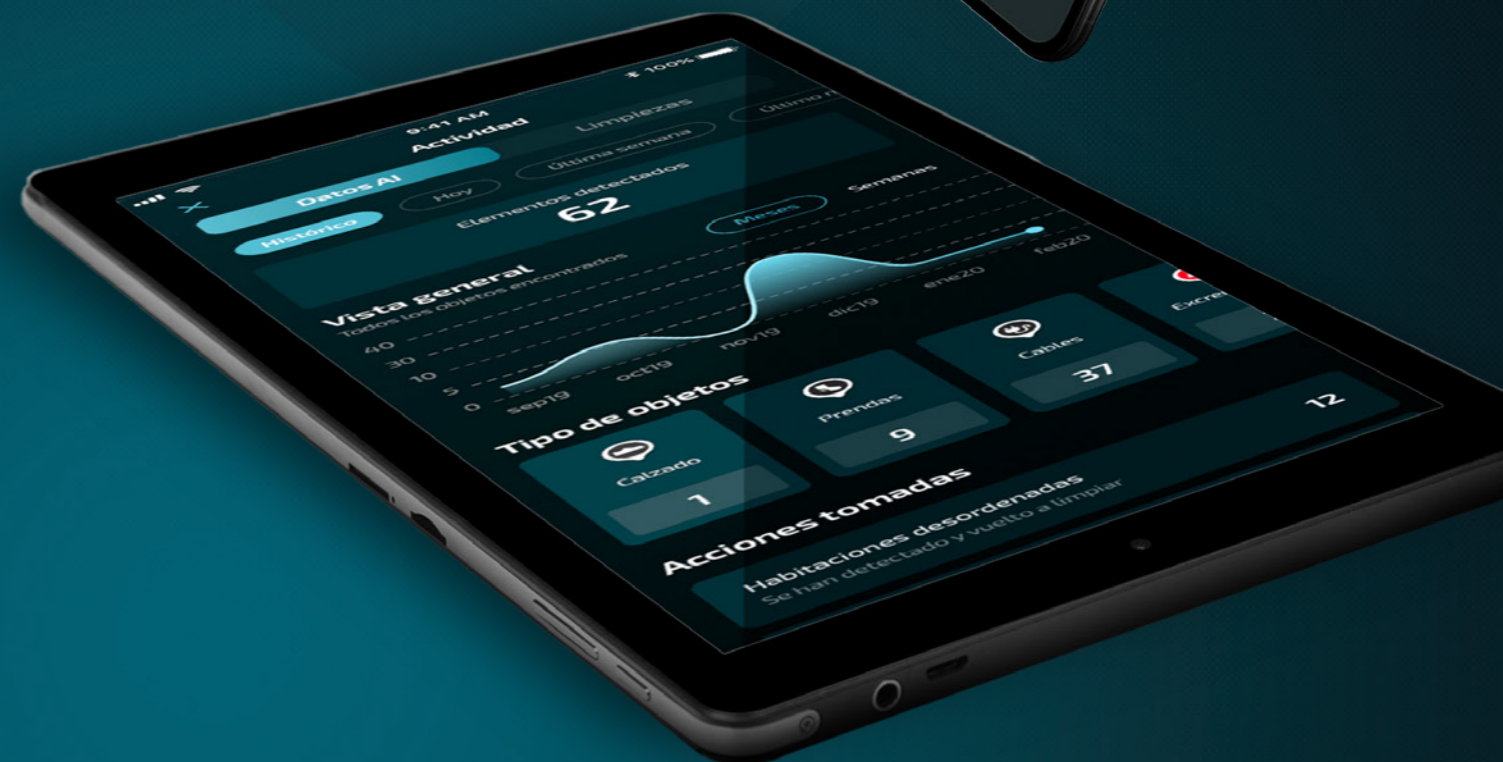 9:41 AM
100%
Actividad
Datos AI
Limpiezas
Histórico
Hoy
Última semana
Último
Elementos detectados
62
Vista general
Todos los objetos encontrados
Meses
Semanas
40
30
10
5
0
sep19
oct19
nov19
dic19
ene20
feb20
Tipo de objetos
Calzado
1
Prendas
9
Cables
37
Excre
Acciones tomadas
Habitaciones desordenadas
12
Se han detectado y vuelto a limpiar